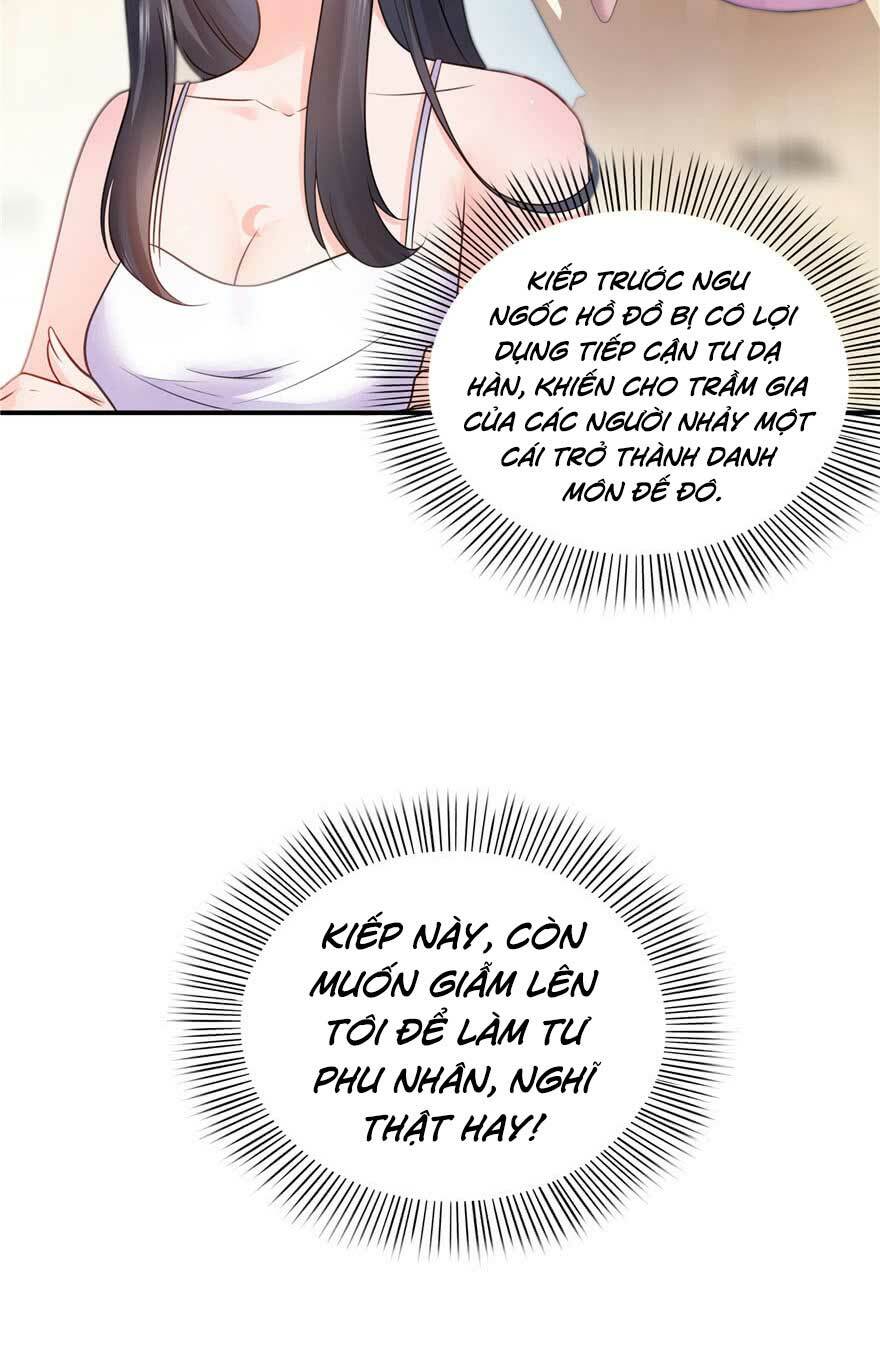 KIẾP TRƯỚC NGU
NGỐC HỒ ĐỒ BỊ CÔ LỢI
DỤNG TIẾP CẬN TƯ DẠ
HÀN, KHIẾN CHO TRẦM GIA
CỦA CÁC NGƯỜI NHẢY MỘT
CÁI TRỞ THÀNH DANH
MÔN ĐẾ ĐÔ.
KIẾP NÀY, CÒN
MUỐN GIẪM LÊN
TÔI ĐỂ LÀM TƯ
PHU NHÂN, NGHĨ
THẬT HAY!